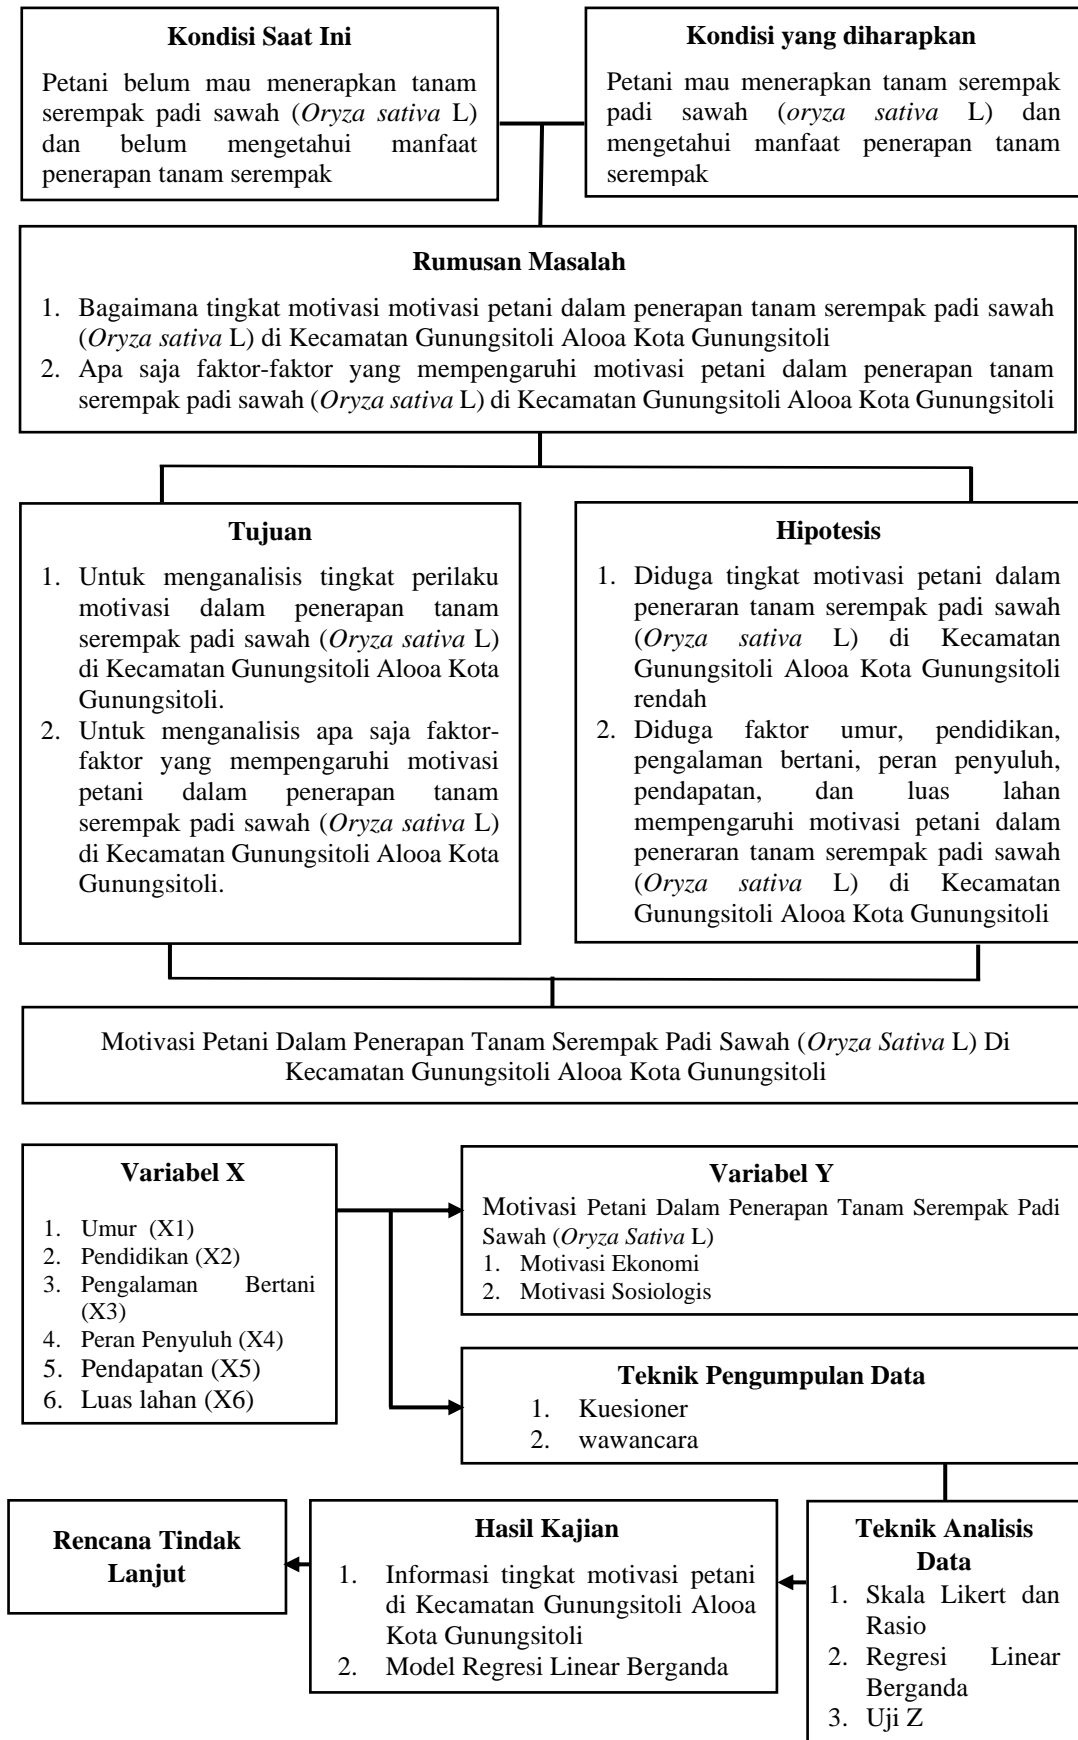 Kondisi Saat Ini
Petani belum mau menerapkan tanam
serempak padi sawah (Oryza sativa L)
dan belum mengetahui manfaat
penerapan tanam serempak
Kondisi yang diharapkan
Petani mau menerapkan tanam serempak
padi sawah (oryza sativa L) dan
mengetahui manfaat penerapan tanam
serempak
Rumusan Masalah
1. Bagaimana tingkat motivasi motivasi petani dalam penerapan tanam serempak padi sawah
(Oryza sativa L) di Kecamatan Gunungsitoli Alooa Kota Gunungsitoli
2. Apa saja faktor-faktor yang mempengaruhi motivasi petani dalam penerapan tanam
serempak padi sawah (Oryza sativa L) di Kecamatan Gunungsitoli Alooa Kota Gunungsitoli
Tujuan
1. Untuk menganalisis tingkat perilaku
motivasi dalam penerapan tanam
serempak padi sawah (Oryza sativa L)
di Kecamatan Gunungsitoli Alooa Kota
Gunungsitoli.
2. Untuk menganalisis apa saja faktor-
faktor yang mempengaruhi motivasi
petani dalam penerapan tanam
serempak padi sawah (Oryza sativa L)
di Kecamatan Gunungsitoli Alooa Kota
Gunungsitoli.
Hipotesis
1. Diduga tingkat motivasi petani dalam
peneraran tanam serempak padi sawah
(Oryza sativa L) di Kecamatan
Gunungsitoli Alooa Kota Gunungsitoli
rendah
2. Diduga faktor umur, pendidikan,
pengalaman bertani, peran penyuluh,
pendapatan, dan luas lahan
mempengaruhi motivasi petani dalam
peneraran tanam serempak padi sawah
(Oryza sativa L) di Kecamatan
Gunungsitoli Alooa Kota Gunungsitoli
Motivasi Petani Dalam Penerapan Tanam Serempak Padi Sawah (Oryza Sativa L) Di
Kecamatan Gunungsitoli Alooa Kota Gunungsitoli
Variabel X
1. Umur (X1)
2. Pendidikan (X2)
3. Pengalaman Bertani
(X3)
4. Peran Penyuluh (X4)
5. Pendapatan (X5)
6. Luas lahan (X6)
Variabel Y
Motivasi Petani Dalam Penerapan Tanam Serempak Padi
Sawah (Oryza Sativa L)
1. Motivasi Ekonomi
2. Motivasi Sosiologis
Teknik Pengumpulan Data
1. Kuesioner
2. wawancara
Rencana Tindak
Lanjut
Hasil Kajian
1. Informasi tingkat motivasi petani
di Kecamatan Gunungsitoli Alooa
Kota Gunungsitoli
2. Model Regresi Linear Berganda
Teknik Analisis
Data
1. Skala Likert dan
Rasio
2. Regresi Linear
Berganda
3. Uji Z